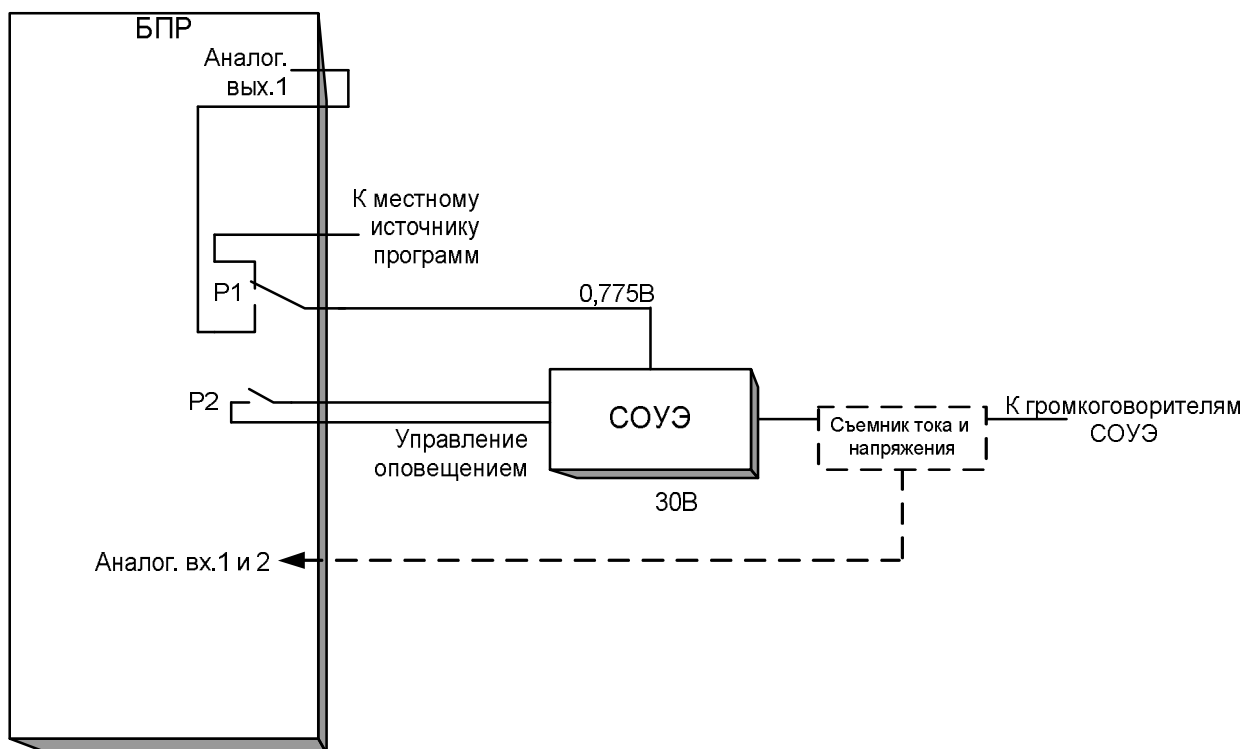 БПР
Аналог.
вых.1
К местному
источнику
программ
Р1
0,775В
Р2
СОУЭ
Съемник тока и
напряжения
К громкоговорителям
СОУЭ
Управление
оповещением
30В
Аналог. вх.1 и 2